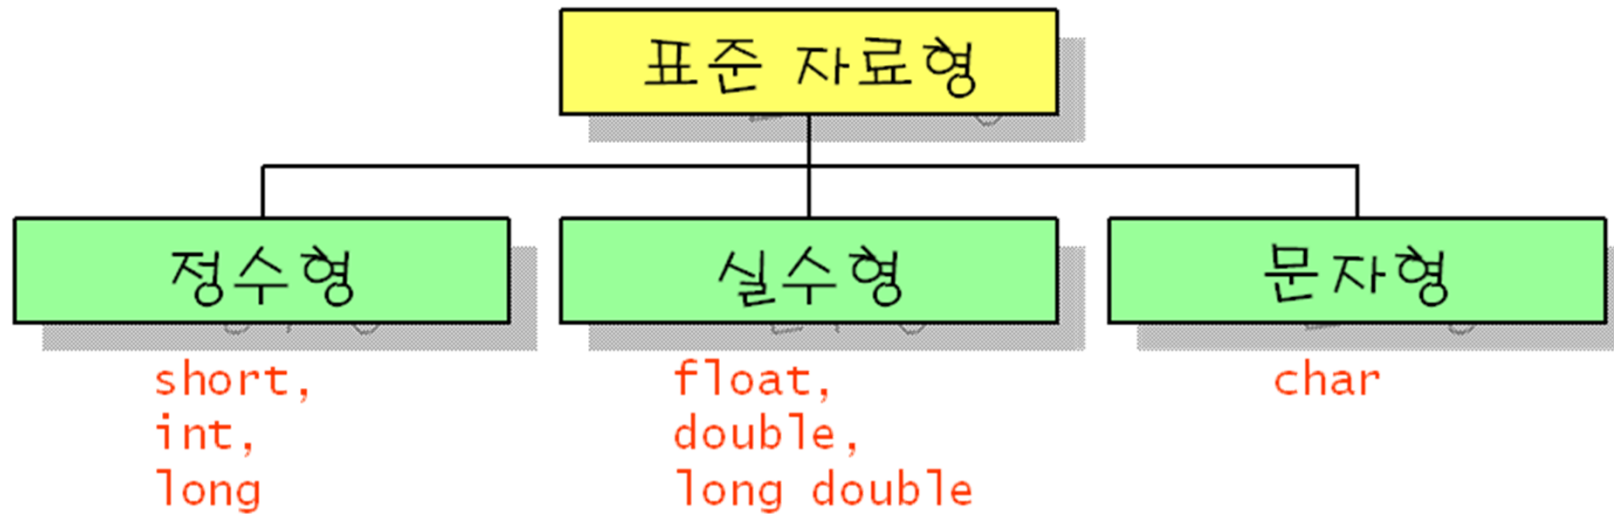 표준 자료형
정수형
실수형
문자형
short,
int,
long
float,
double,
long double
char